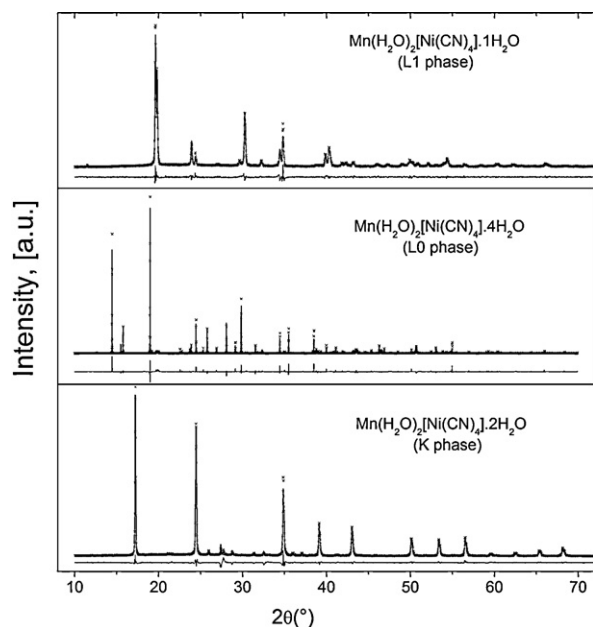 Mn(H₂O)₂[Ni(CN)₄].1H₂O
(L1 phase)
Mn(H₂O)₂[Ni(CN)₄].4H₂O
(L0 phase)
Mn(H₂O)₂[Ni(CN)₄].2H₂O
(K phase)
Intensity, [a.u.]
10 20 30 40 50 60 70
2θ(°)